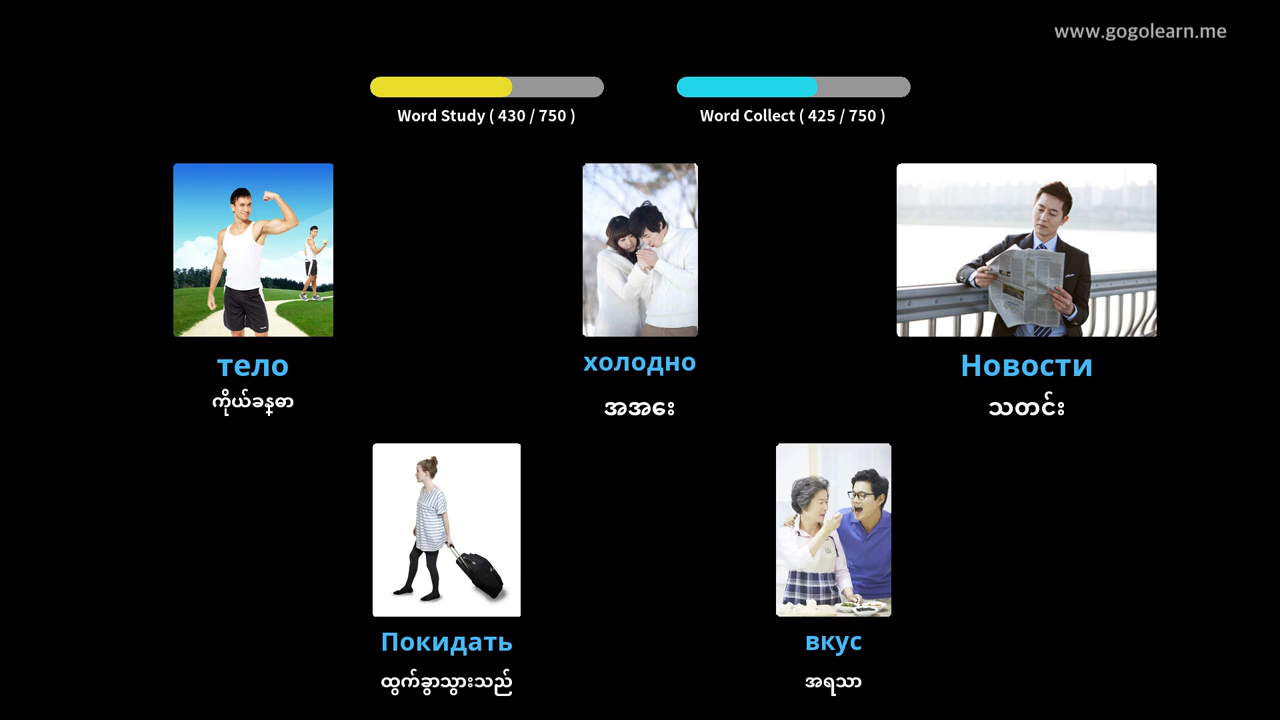 www.gogolearn.me
Word Study ( 430 / 750 )
Word Collect ( 425 / 750 )
тело
ကိုယ်ခန္ဓာ
холодно
အအေး
Новости
သတင်း
Покидать
ထွက်ခွာသွားသည်
вкус
အရသာ